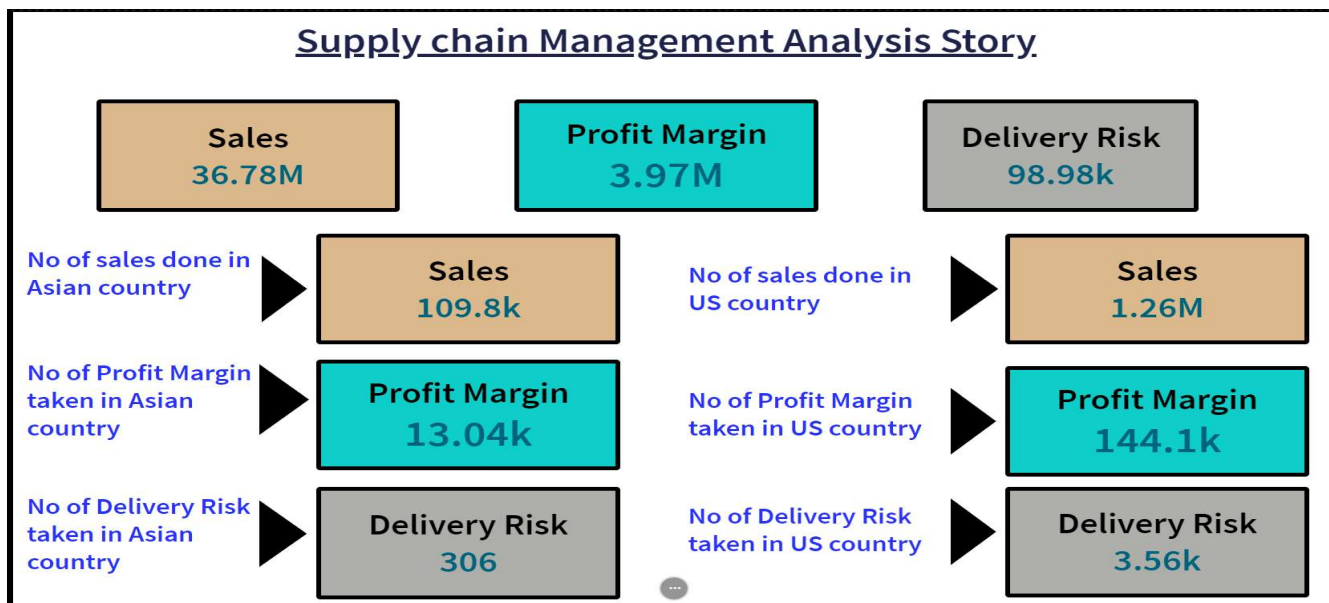 Supply chain Management Analysis Story
Sales
36.78M
Profit Margin
3.97M
Delivery Risk
98.98k
No of sales done in
Asian country
Sales
109.8k
No of sales done in
US country
Sales
1.26M
No of Profit Margin
taken in Asian
country
Profit Margin
13.04k
No of Profit Margin
taken in US country
Profit Margin
144.1k
No of Delivery Risk
taken in Asian
country
Delivery Risk
306
No of Delivery Risk
taken in US country
Delivery Risk
3.56k